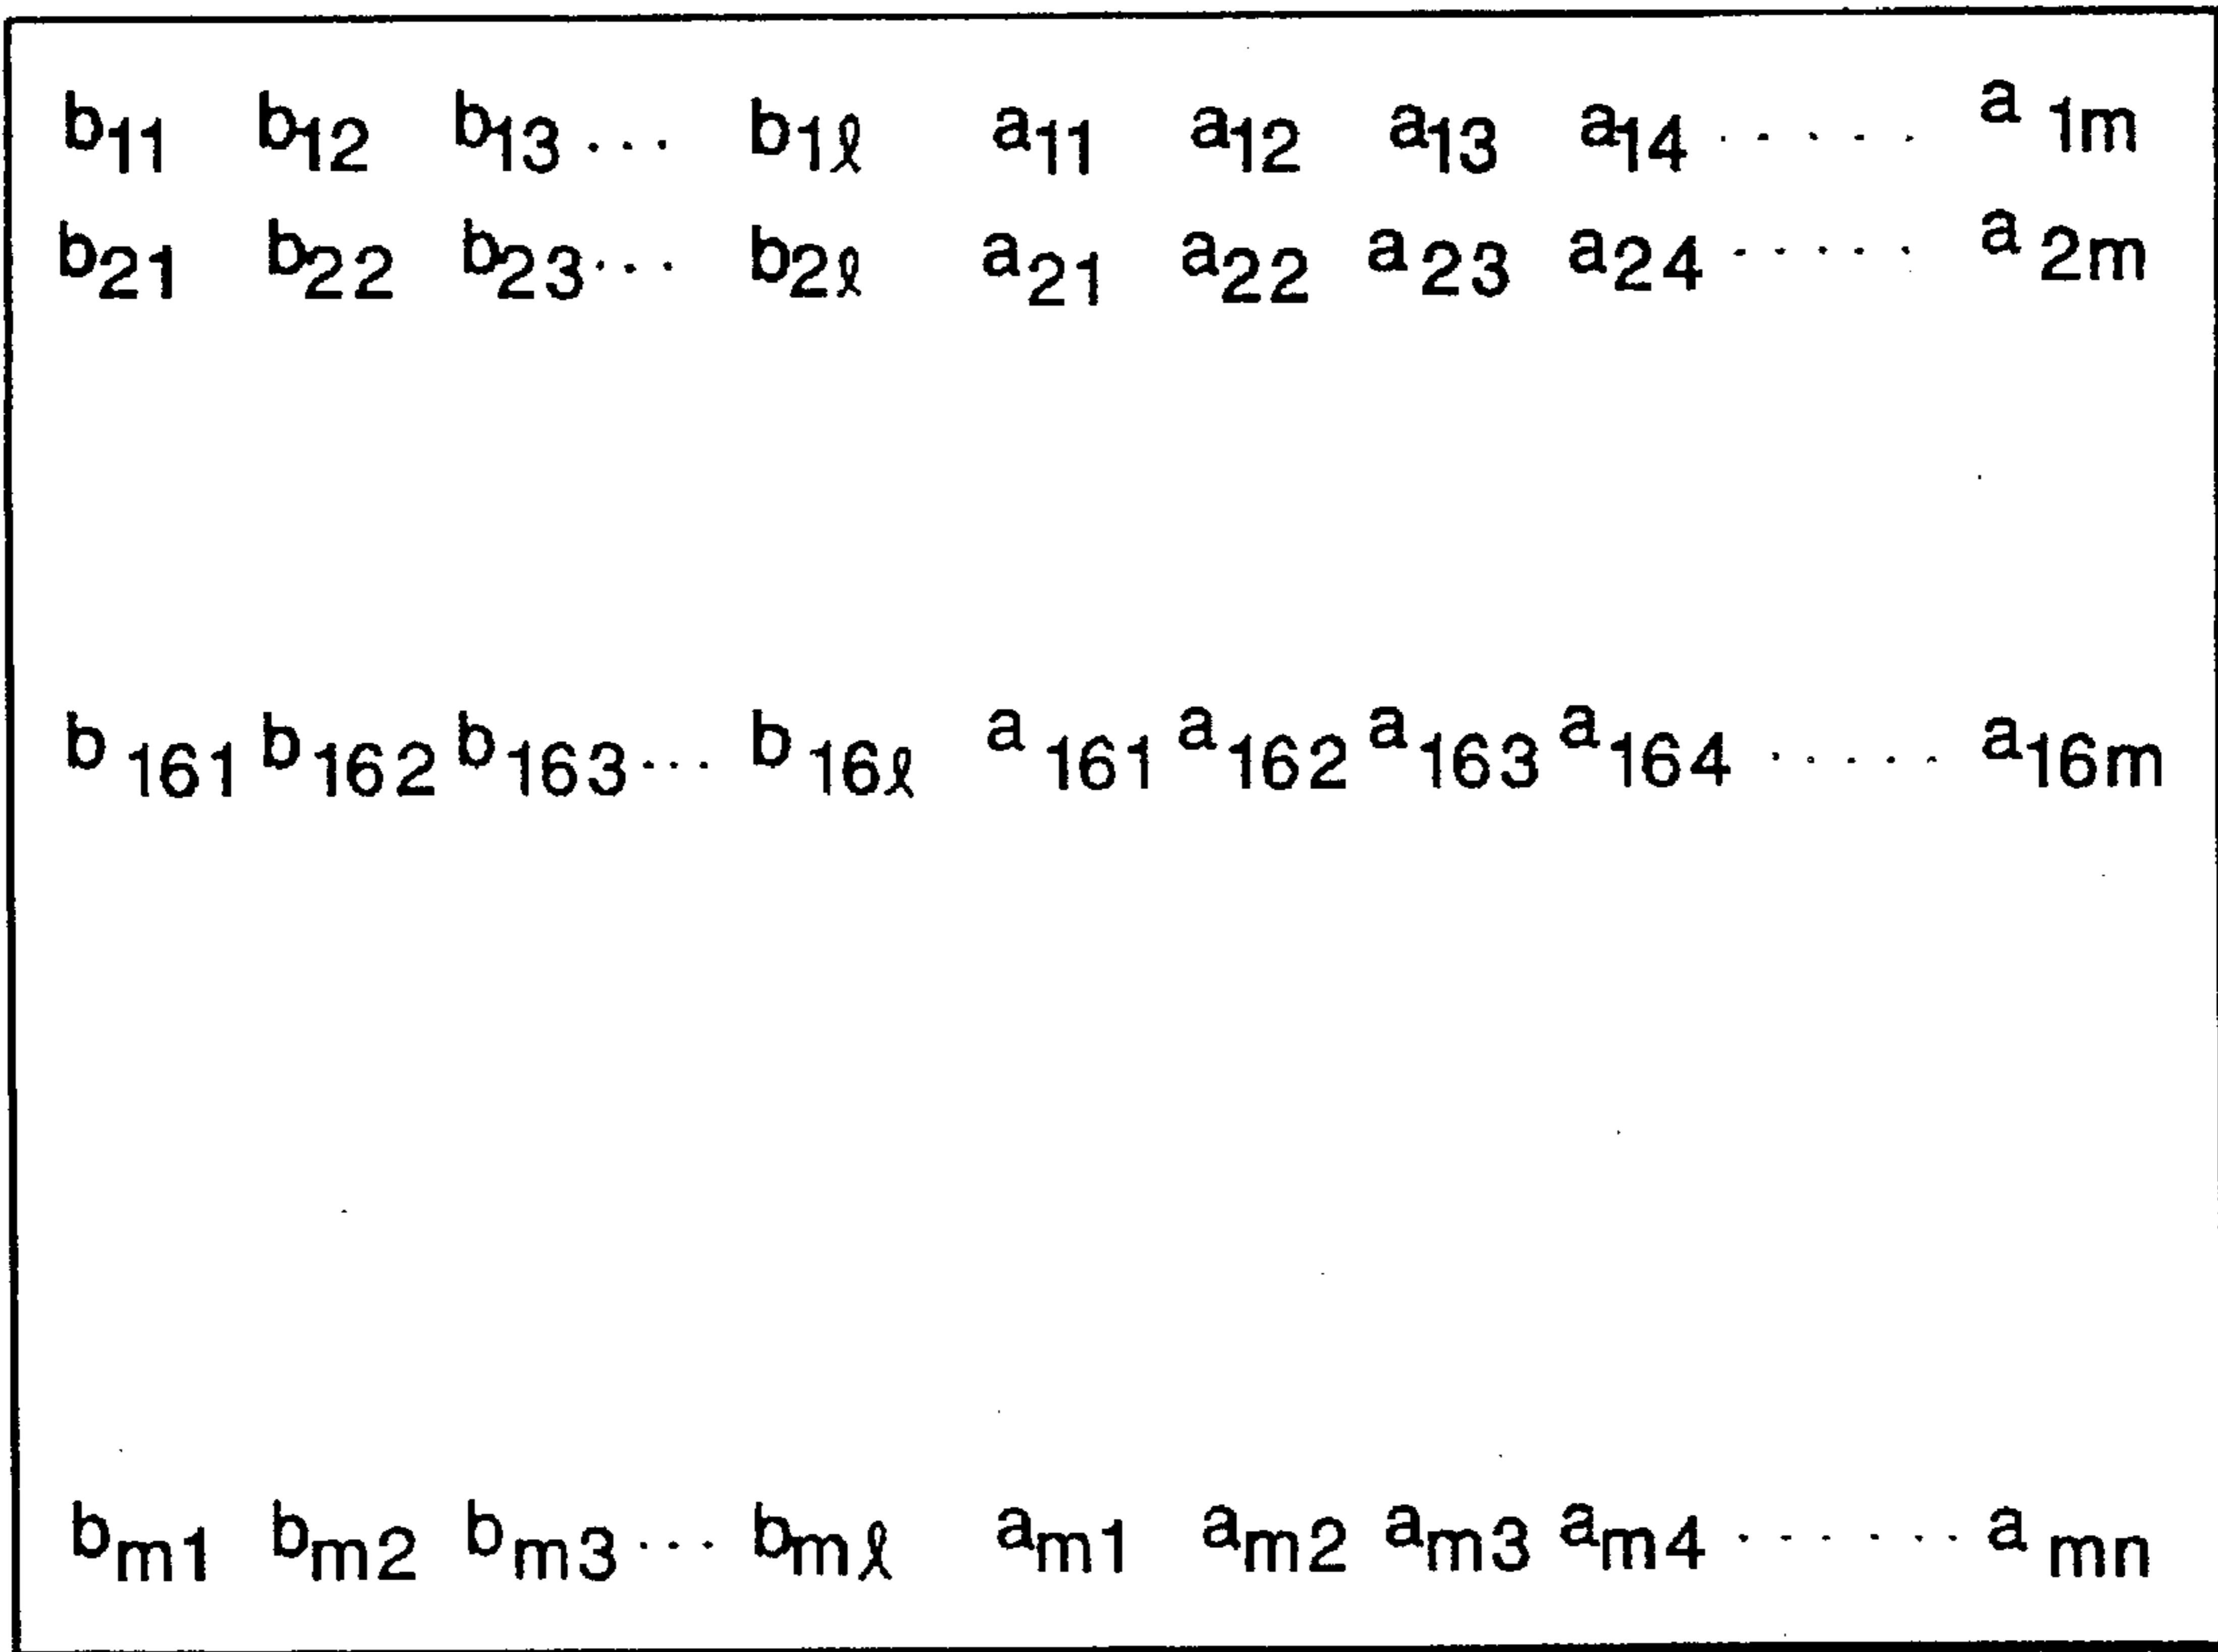 b11 b12 b13 ... b1ℓ a11 a12 a13 a14 ..... a1m
b21 b22 b23 ... b2ℓ a21 a22 a23 a24 ..... a2m
b161 b162 b163 ... b16ℓ a161 a162 a163 a164 ..... a16m
bm1 bm2 bm3 ... bmℓ am1 am2 am3 am4 ...... amn